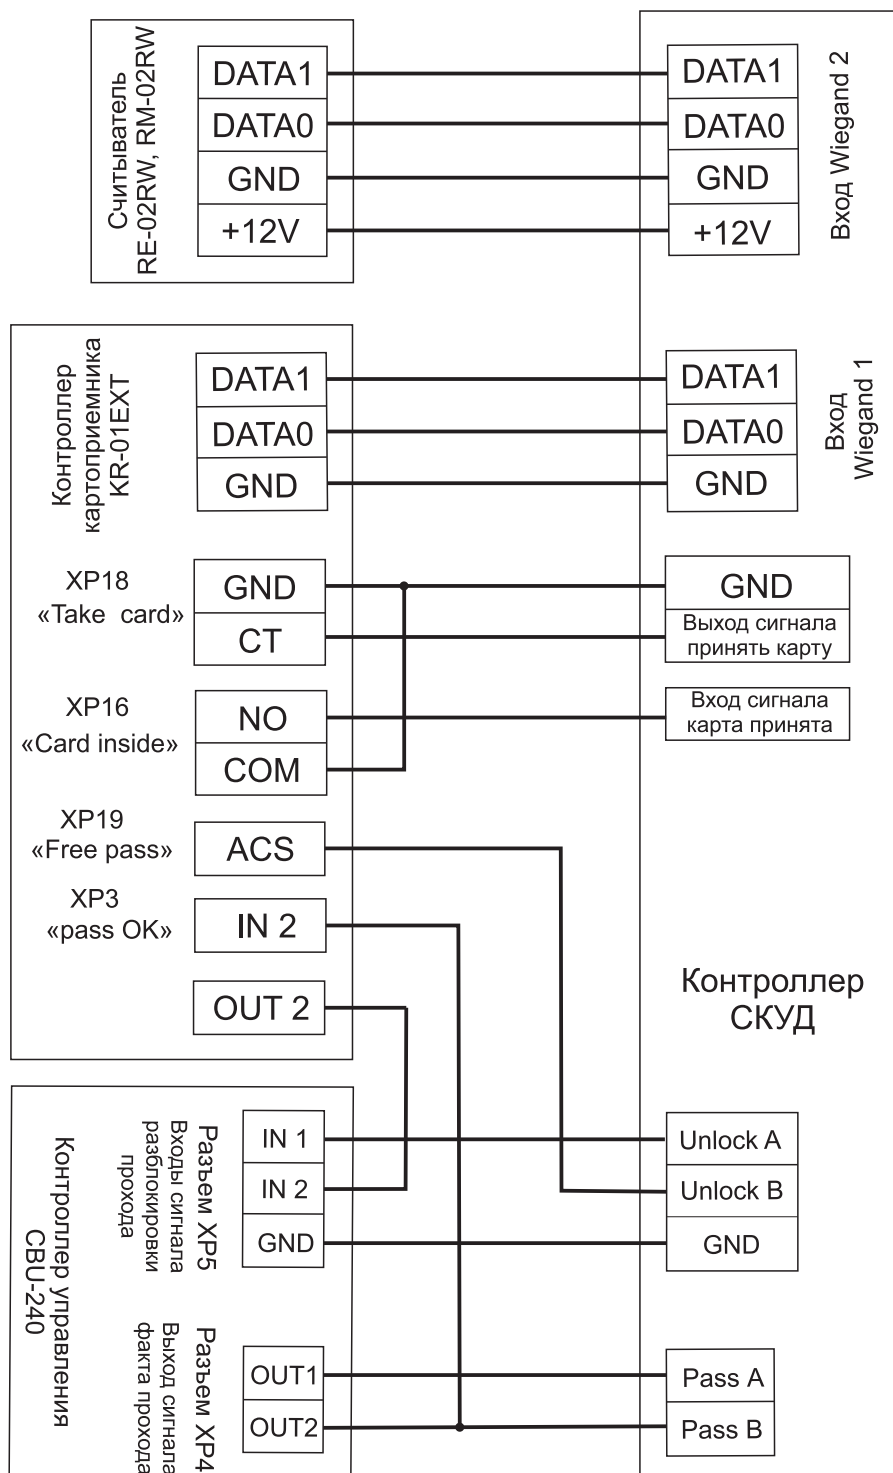 Считыватель
RE-02RW, RM-02RW
DATA1
DATA0
GND
+12V
DATA1
DATA0
GND
+12V
Вход Wiegand 2
Контроллер
картоприемника
KR-01EXT
DATA1
DATA0
GND
DATA1
DATA0
GND
Вход
Wiegand 1
XP18
«Take card»
GND
CT
GND
Выход сигнала
принять карту
XP16
«Card inside»
NO
COM
Вход сигнала
карта принята
XP19
«Free pass»
ACS
XP3
«pass OK»
IN 2
OUT 2
Контроллер
СКУД
Контроллер управления
CBU-240
Разъем XP5
Входы сигнала
разблокировки
прохода
IN 1
IN 2
GND
Unlock A
Unlock B
GND
Разъем XP4
Выход сигнала
факта прохода
OUT1
OUT2
Pass A
Pass B